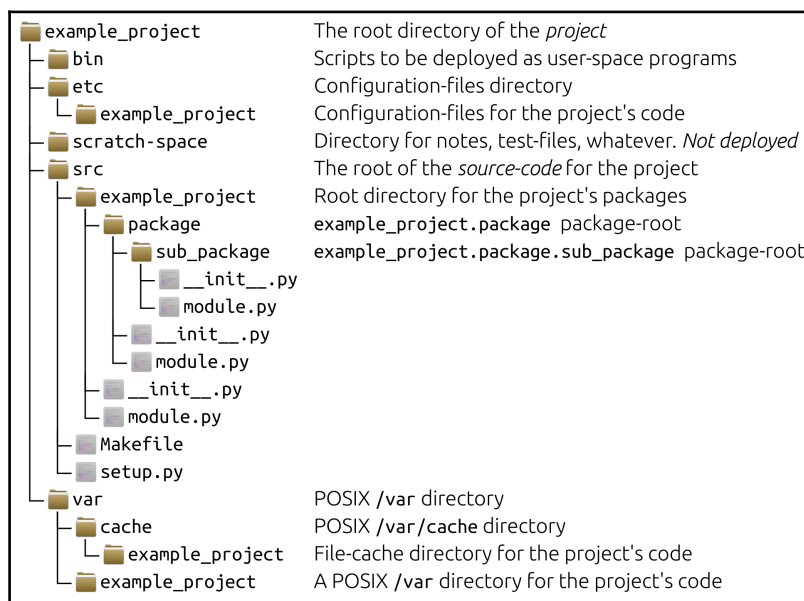 example_project The root directory of the project
bin Scripts to be deployed as user-space programs
etc Configuration-files directory
example_project Configuration-files for the project's code
scratch-space Directory for notes, test-files, whatever. Not deployed
src The root of the source-code for the project
example_project Root directory for the project's packages
package example_project.package package-root
sub_package example_project.package.sub_package package-root
__init__.py
module.py
__init__.py
module.py
__init__.py
module.py
Makefile
setup.py
var POSIX /var directory
cache POSIX /var/cache directory
example_project File-cache directory for the project's code
example_project A POSIX /var directory for the project's code